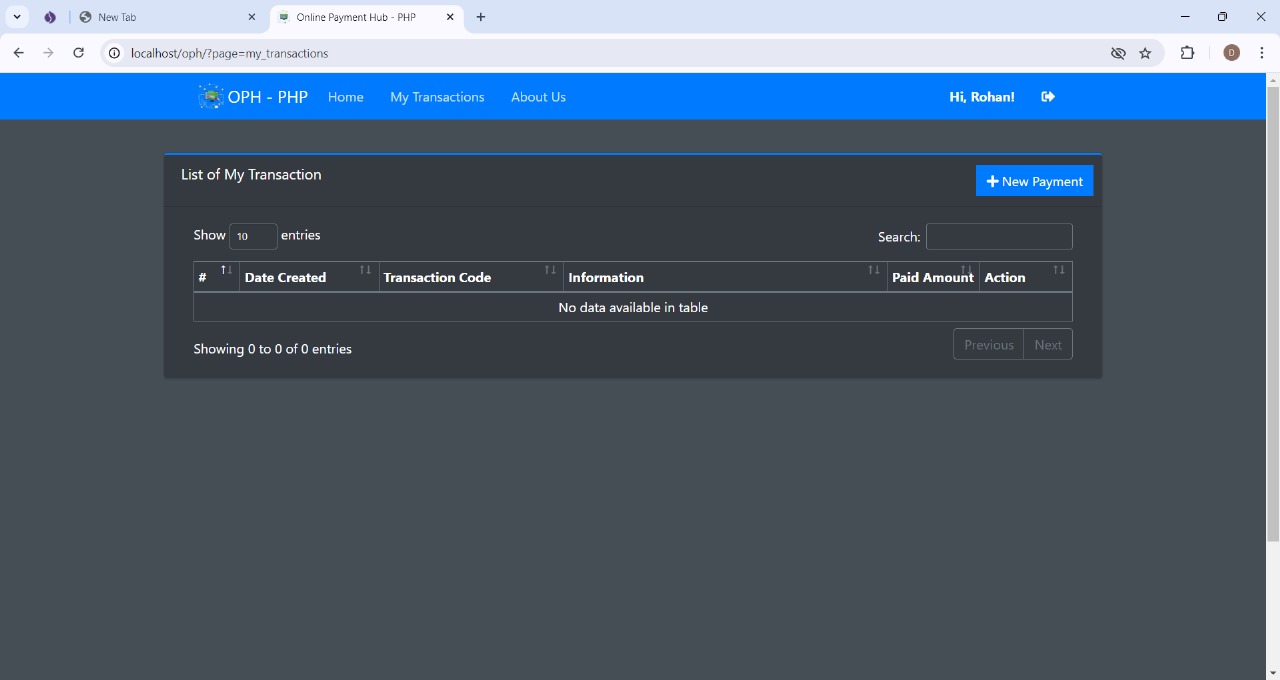 New Tab
Online Payment Hub - PHP
localhost/oph/?page=my_transactions
D
OPH - PHP Home My Transactions About Us Hi, Rohan!
List of My Transaction
New Payment
Show 10 entries Search:
# Date Created Transaction Code Information Paid Amount Action
No data available in table
Showing 0 to 0 of 0 entries Previous Next